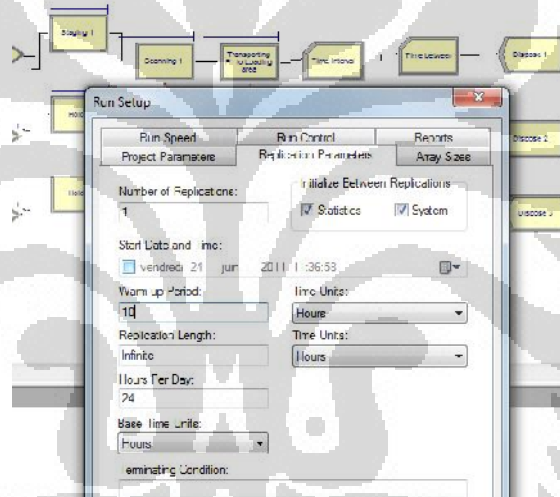 Staging 1
Scanning 1
Transporting
to Loading
area
Time Interval
Time between
Dispose 1
Run Setup
Run Speed
Run Control
Reports
Project Parameters
Replication Parameters
Array Sizes
Number of Replications:
Initialize Between Replications
1
Statistics
System
Start Date and Time:
vendredi 21 juin
Warm-up Period:
Time Units:
10
Hours
Replication Length:
Time Units:
Infinite
Hours
Hours Per Day:
24
Base Time Units:
Hours
Terminating Condition:
Dispose 2
Dispose 3